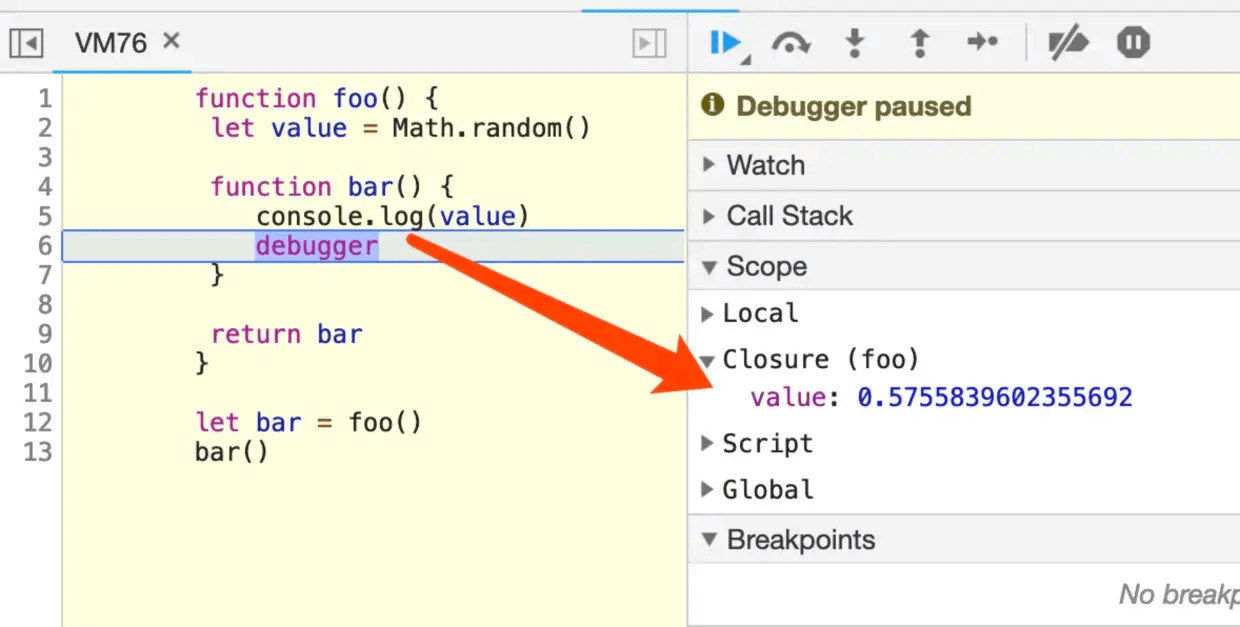 VM76 ×
1 function foo() {
2 let value = Math.random()
3
4 function bar() {
5 console.log(value)
6 debugger
7 }
8
9 return bar
10 }
11
12 let bar = foo()
13 bar()
Debugger paused
Watch
Call Stack
Scope
Local
Closure (foo)
value: 0.5755839602355692
Script
Global
Breakpoints
No breakp